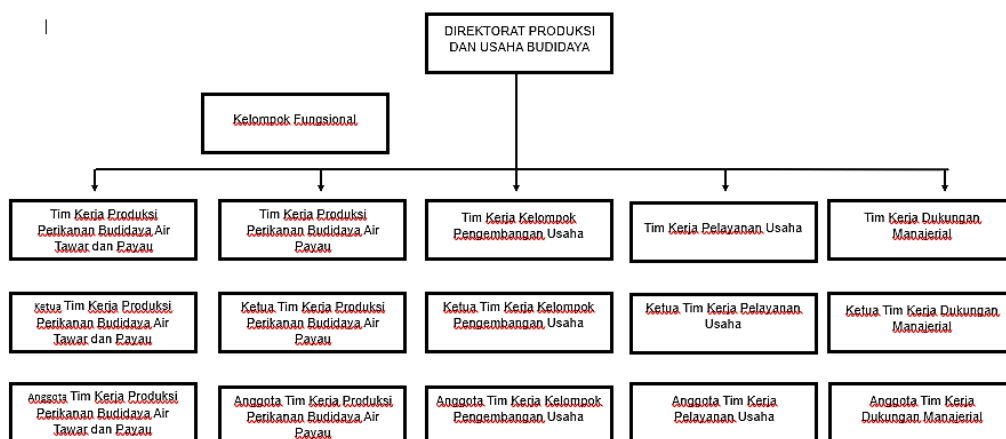 DIREKTORAT PRODUKSI
DAN USAHA BUDIDAYA
Kelompok Fungsional
Tim Kerja Produksi
Perikanan Budidaya Air
Tawar dan Payau
Tim Kerja Produksi
Perikanan Budidaya Air
Payau
Tim Kerja Kelompok
Pengembangan Usaha
Tim Kerja Pelayanan Usaha
Tim Kerja Dukungan
Manajerial
Ketua Tim Kerja Produksi
Perikanan Budidaya Air
Tawar dan Payau
Ketua Tim Kerja Produksi
Perikanan Budidaya Air
Payau
Ketua Tim Kerja Kelompok
Pengembangan Usaha
Ketua Tim Kerja Pelayanan
Usaha
Ketua Tim Kerja Dukungan
Manajerial
Anggota Tim Kerja Produksi
Perikanan Budidaya Air
Tawar dan Payau
Anggota Tim Kerja Produksi
Perikanan Budidaya Air
Payau
Anggota Tim Kerja Kelompok
Pengembangan Usaha
Anggota Tim Kerja
Pelayanan Usaha
Anggota Tim Kerja
Dukungan Manajerial